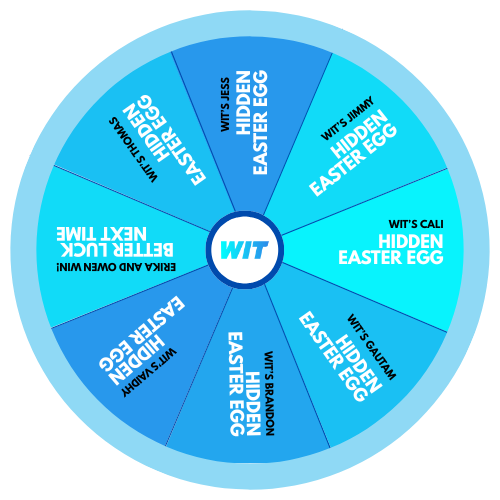 WIT'S JESS
HIDDEN
EASTER EGG
WIT'S JIMMY
HIDDEN
EASTER EGG
WIT'S CALI
HIDDEN
EASTER EGG
WIT'S GAUTAM
HIDDEN
EASTER EGG
WIT'S BRANDON
HIDDEN
EASTER EGG
WIT'S VAIDHY
HIDDEN
EASTER EGG
ERIKA AND OWEN WIN!
BETTER LUCK
NEXT TIME
WIT'S THOMAS
HIDDEN
EASTER EGG
WIT